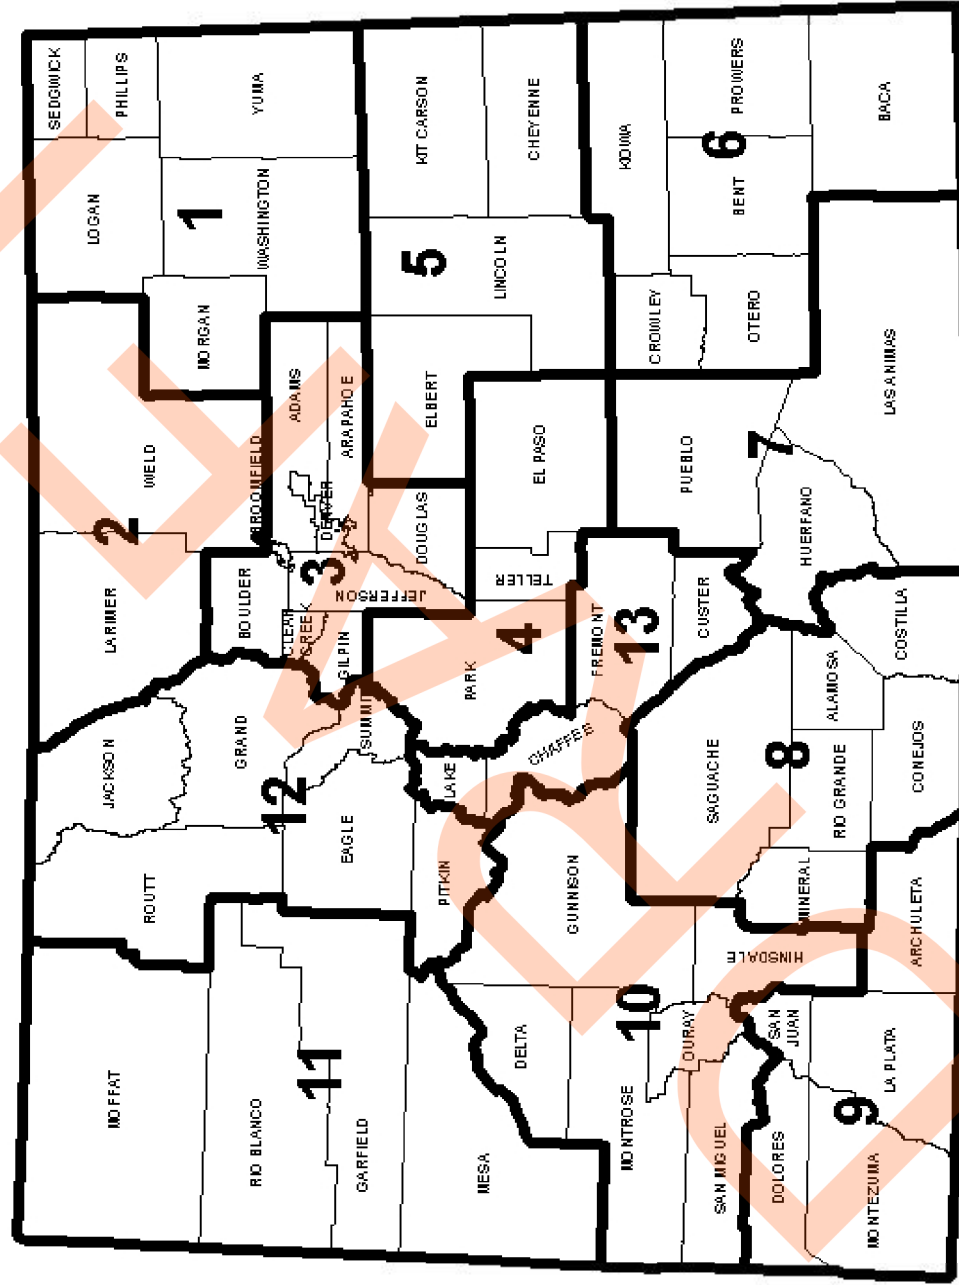 MOFFAT
ROUTT
JACKSON
LARIMER
2
WELD
LOGAN
SEDGWICK
PHILLIPS
1
MORGAN
WASHINGTON
YUMA
RIO BLANCO
11
GARFIELD
12
GRAND
EAGLE
SUMMIT
BOULDER
BROOMFIELD
CLEAR
CREEK
GILPIN
3
JEFFERSON
DENVER
ADAMS
ARAPAHOE
DOUGLAS
ELBERT
5
LINCOLN
KIT CARSON
CHEYENNE
MESA
DELTA
PITKIN
LAKE
GUNNISON
CHAFFEE
PARK
4
TELLER
EL PASO
FREMONT
13
CUSTER
MONTROSE
10
OURAY
SAN MIGUEL
HINSDALE
SAGUACHE
8
MINERAL
RIO GRANDE
ALAMOSA
CONEJOS
COSTILLA
PUEBLO
7
HUERFANO
LAS ANIMAS
CROWLEY
OTERO
KIOWA
6
BENT
PROWERS
BACA
DOLORES
SAN
JUAN
9
MONTEZUMA
LA PLATA
ARCHULETA
DRAFT